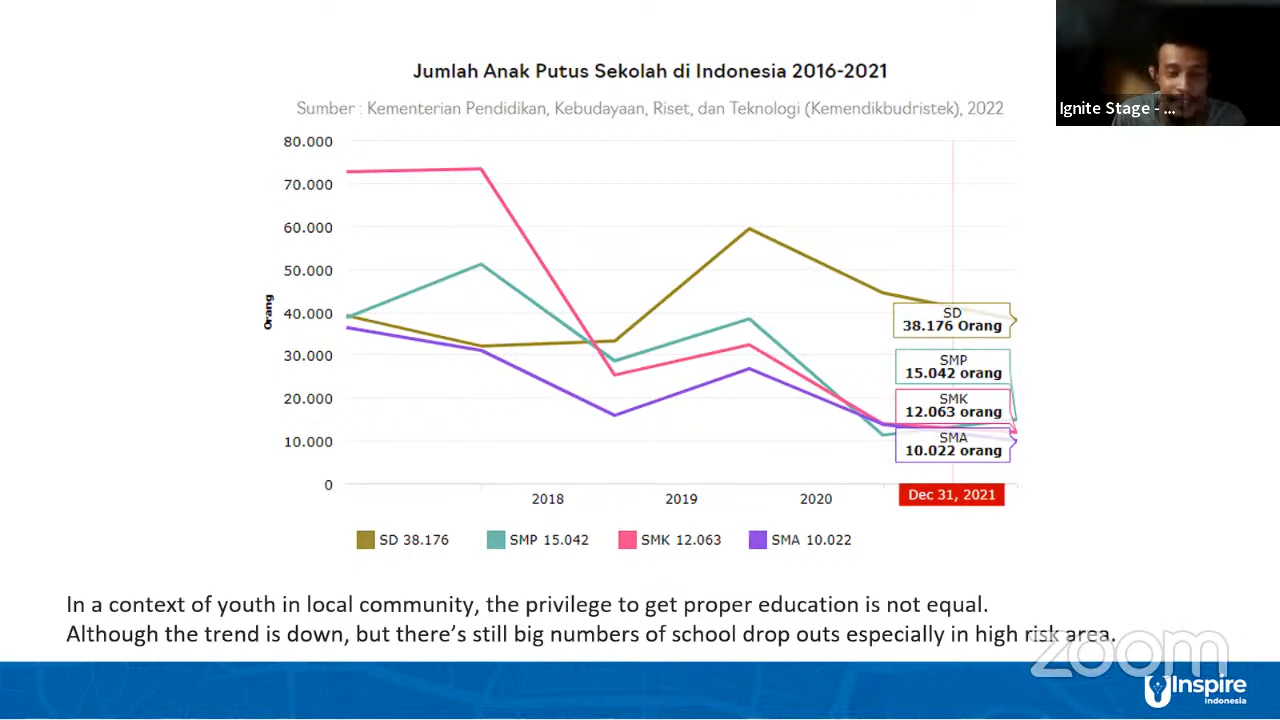 Jumlah Anak Putus Sekolah di Indonesia 2016-2021
Sumber : Kementerian Pendidikan, Kebudayaan, Riset, dan Teknologi (Kemendikbudristek), 2022
Ignite Stage - ...
80.000
70.000
60.000
50.000
40.000
30.000
20.000
10.000
0
Orang
SD
38.176 Orang
SMP
15.042 orang
SMK
12.063 orang
SMA
10.022 orang
2018 2019 2020 Dec 31, 2021
SD 38.176 SMP 15.042 SMK 12.063 SMA 10.022
In a context of youth in local community, the privilege to get proper education is not equal.
Although the trend is down, but there's still big numbers of school drop outs especially in high risk area.
zoom
Inspire
Indonesia